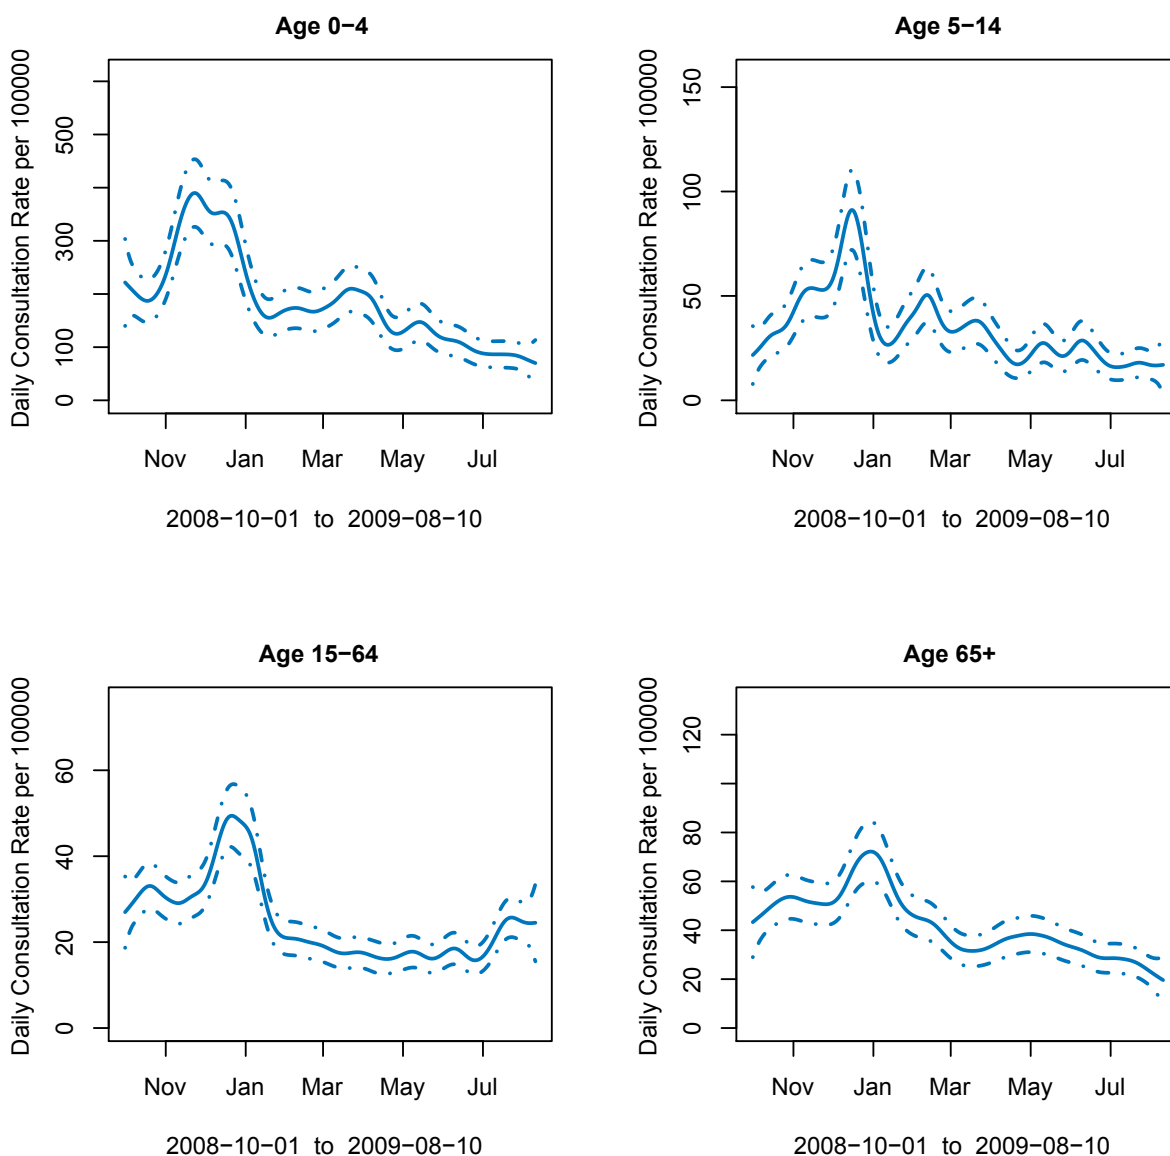 Age 0−4
Daily Consultation Rate per 100000
0
100
300
500
Nov Jan Mar May Jul
2008−10−01 to 2009−08−10
Age 5−14
Daily Consultation Rate per 100000
0
50
100
150
Nov Jan Mar May Jul
2008−10−01 to 2009−08−10
Age 15−64
Daily Consultation Rate per 100000
0
20
40
60
Nov Jan Mar May Jul
2008−10−01 to 2009−08−10
Age 65+
Daily Consultation Rate per 100000
0
20
40
60
80
120
Nov Jan Mar May Jul
2008−10−01 to 2009−08−10